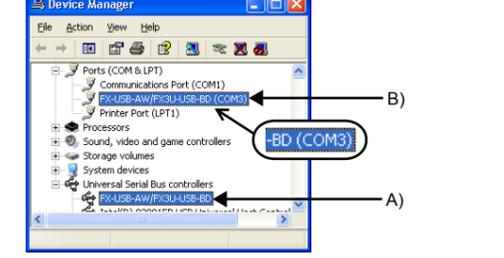 Device Manager
File Action View Help
Ports (COM & LPT)
Communications Port (COM1)
FX-USB-AW/FX3U-USB-BD (COM3)
B)
Printer Port (LPT1)
Processors
-BD (COM3)
Sound, video and game controllers
Storage volumes
System devices
Universal Serial Bus controllers
FX-USB-AW/FX3U-USB-BD
A)